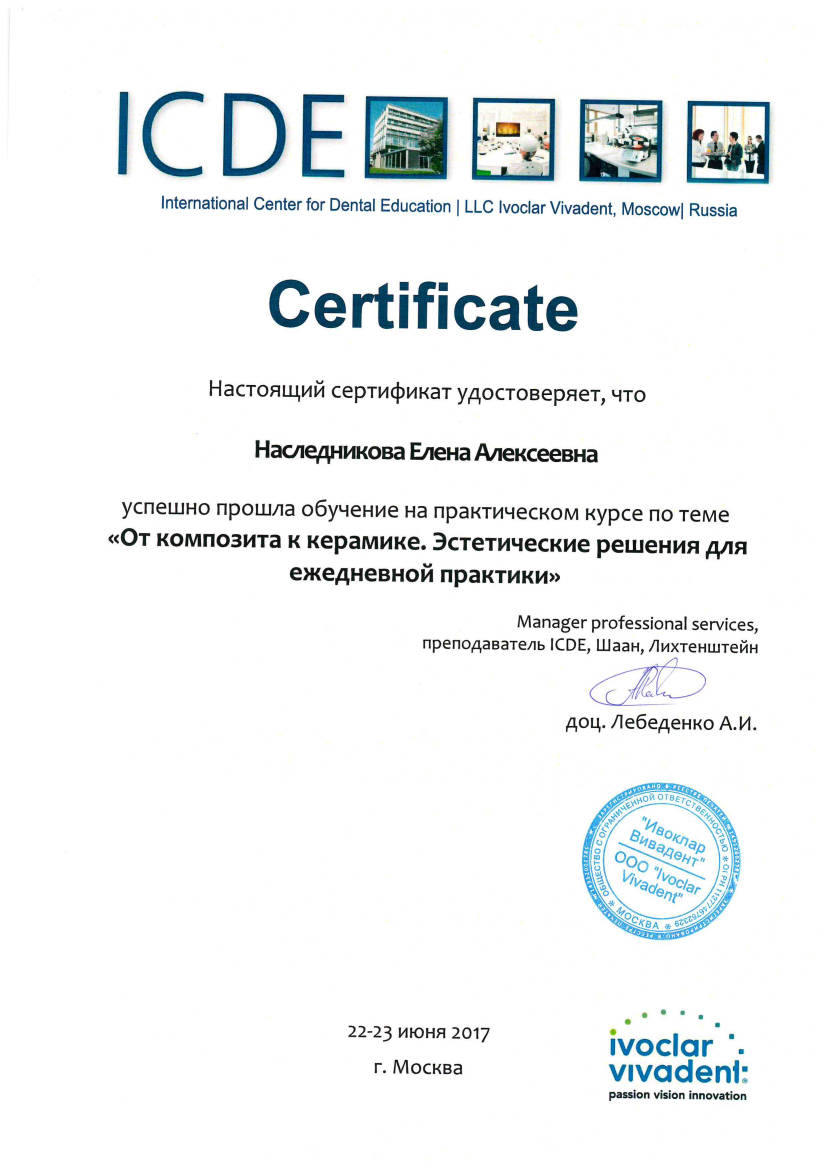 ICDE
International Center for Dental Education | LLC Ivoclar Vivadent, Moscow| Russia
Certificate
Настоящий сертификат удостоверяет, что
Наследникова Елена Алексеевна
успешно прошла обучение на практическом курсе по теме
«От композита к керамике. Эстетические решения для
ежедневной практики»
Manager professional services,
преподаватель ICDE, Шаан, Лихтенштейн
доц. Лебеденко А.И.
ОБЩЕСТВО С ОГРАНИЧЕННОЙ ОТВЕТСТВЕННОСТЬЮ
"Ивоклар
Вивадент"
ООО "Ivoclar
Vivadent"
МОСКВА
22-23 июня 2017
г. Москва
ivoclar
vivadent
passion vision innovation